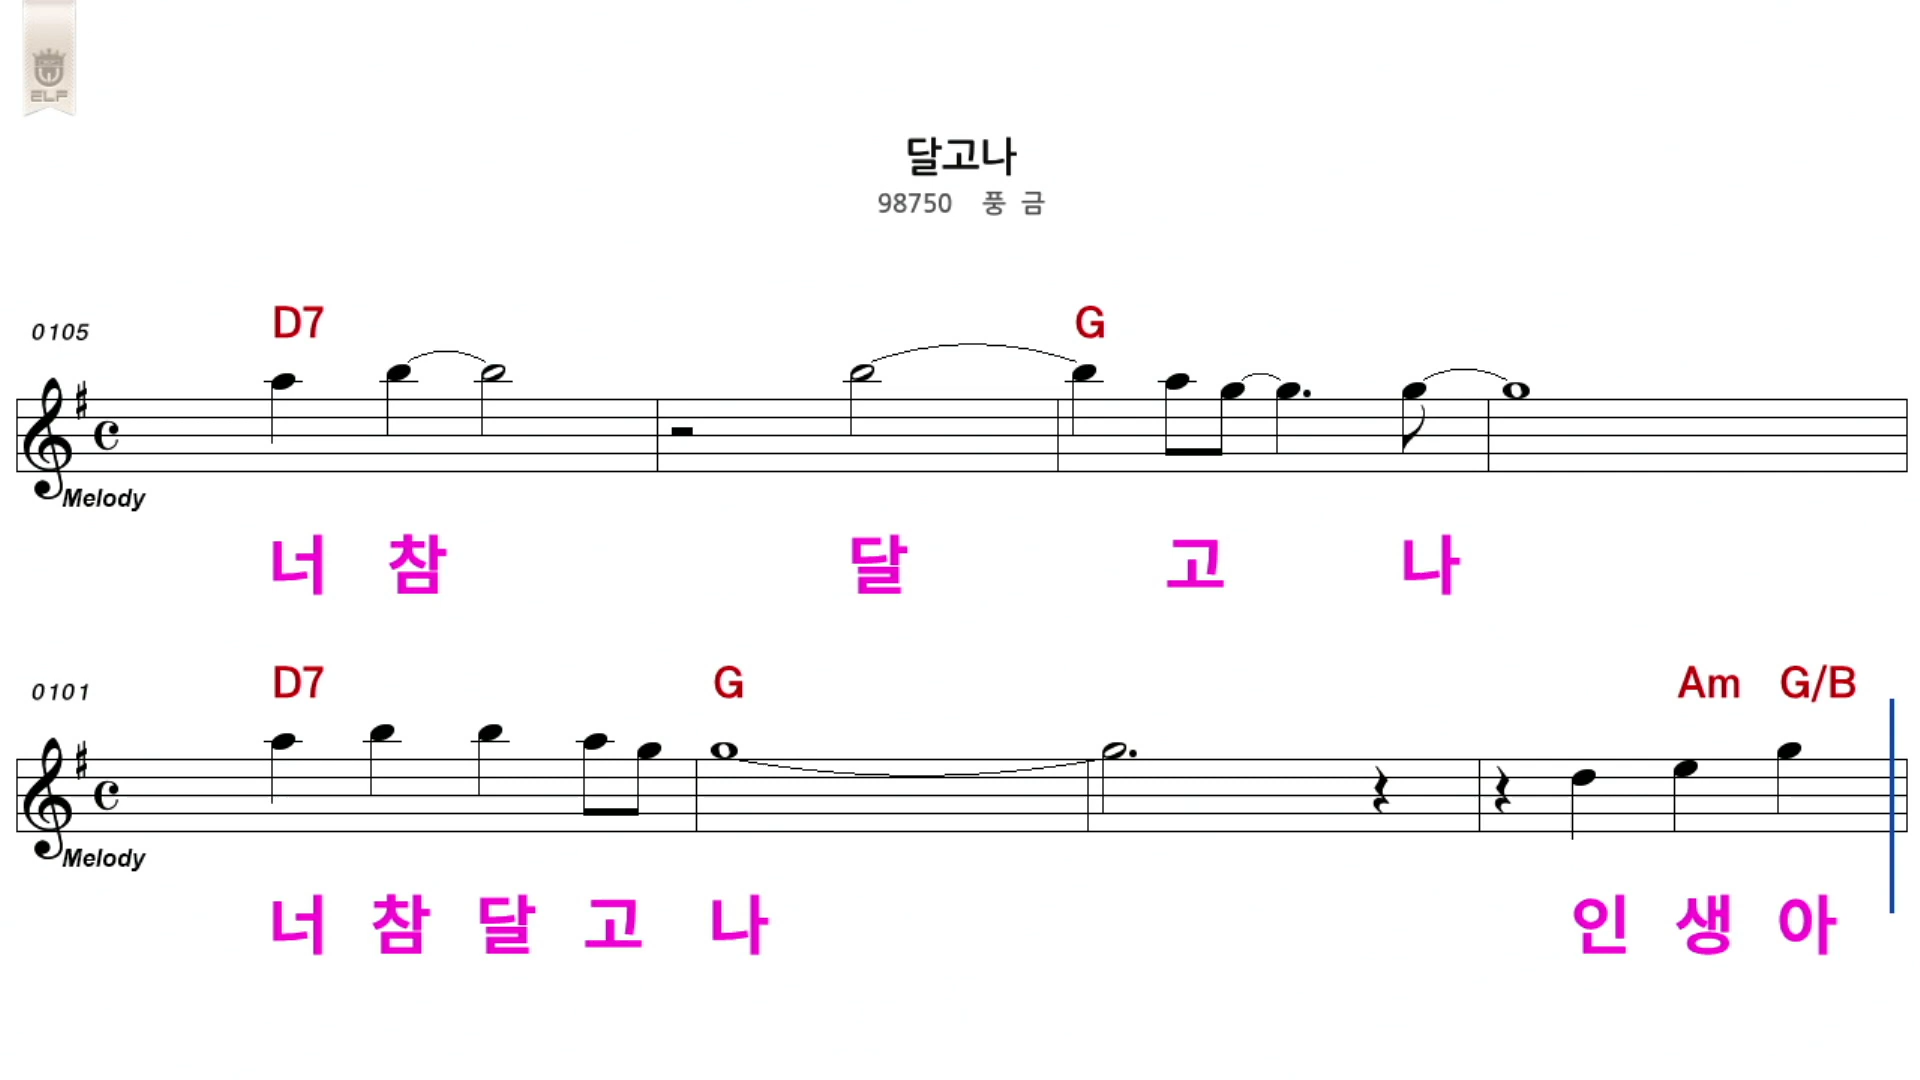 ELF
달고나
98750 풍 금
0105 D7 G
Melody
너 참 달 고 나
0101 D7 G Am G/B
Melody
너 참 달 고 나 인 생 아